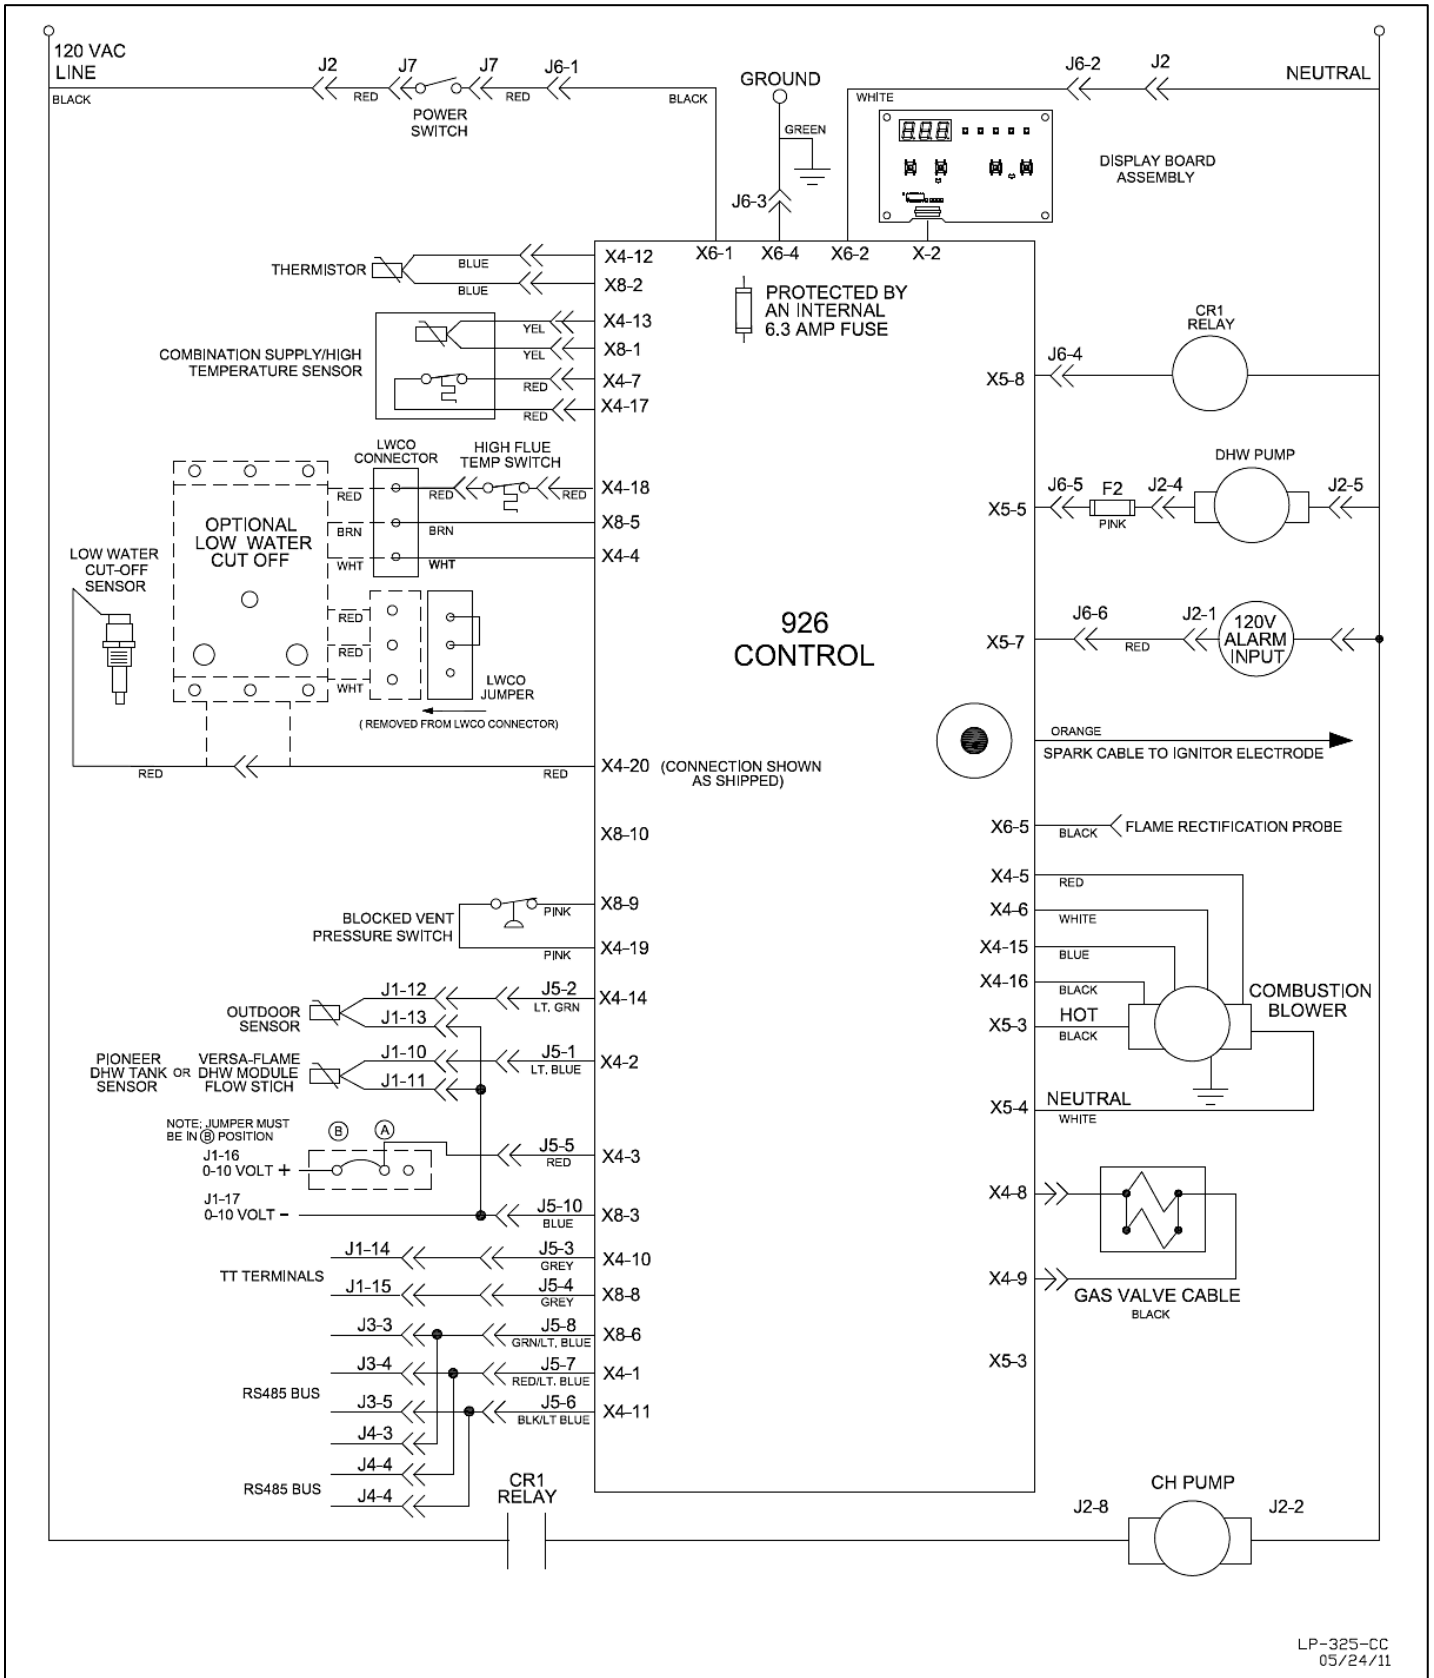 120 VAC
LINE
BLACK
J2
RED
J7
POWER
SWITCH
J7
RED
J6-1
BLACK
GROUND
GREEN
J6-3
WHITE
J6-2
J2
NEUTRAL
888
DISPLAY BOARD
ASSEMBLY
X6-1
X6-4
X6-2
X-2
PROTECTED BY
AN INTERNAL
6.3 AMP FUSE
THERMISTOR
BLUE
X4-12
BLUE
X8-2
COMBINATION SUPPLY/HIGH
TEMPERATURE SENSOR
YEL
X4-13
YEL
X8-1
RED
X4-7
RED
X4-17
CR1
RELAY
J6-4
X5-8
LWCO
CONNECTOR
HIGH FLUE
TEMP SWITCH
RED
RED
RED
X4-18
BRN
BRN
X8-5
WHT
WHT
X4-4
OPTIONAL
LOW WATER
CUT OFF
LOW WATER
CUT-OFF
SENSOR
RED
RED
WHT
LWCO
JUMPER
( REMOVED FROM LWCO CONNECTOR)
DHW PUMP
X5-5
J6-5
F2
PINK
J2-4
J2-5
926
CONTROL
X5-7
J6-6
RED
J2-1
120V
ALARM
INPUT
ORANGE
SPARK CABLE TO IGNITOR ELECTRODE
RED
RED
X4-20
(CONNECTION SHOWN
AS SHIPPED)
X8-10
X6-5
BLACK
FLAME RECTIFICATION PROBE
X4-5
RED
X4-6
WHITE
X4-15
BLUE
X4-16
BLACK
X5-3
HOT
BLACK
COMBUSTION
BLOWER
X5-4
NEUTRAL
WHITE
BLOCKED VENT
PRESSURE SWITCH
PINK
X8-9
PINK
X4-19
OUTDOOR
SENSOR
J1-12
J5-2
LT. GRN
X4-14
J1-13
PIONEER
DHW TANK
SENSOR
OR
VERSA-FLAME
DHW MODULE
FLOW STICH
J1-10
J5-1
LT. BLUE
X4-2
J1-11
NOTE; JUMPER MUST
BE IN B POSITION
B
A
J1-16
0-10 VOLT +
J5-5
RED
X4-3
J1-17
0-10 VOLT -
J5-10
BLUE
X8-3
TT TERMINALS
J1-14
J5-3
GREY
X4-10
J1-15
J5-4
GREY
X8-8
X4-8
X4-9
GAS VALVE CABLE
BLACK
RS485 BUS
J3-3
J5-8
GRN/LT. BLUE
X8-6
J3-4
J5-7
RED/LT. BLUE
X4-1
J3-5
J5-6
BLK/LT BLUE
X4-11
X5-3
RS485 BUS
J4-3
J4-4
J4-4
CR1
RELAY
CH PUMP
J2-8
J2-2
LP-325-CC
05/24/11